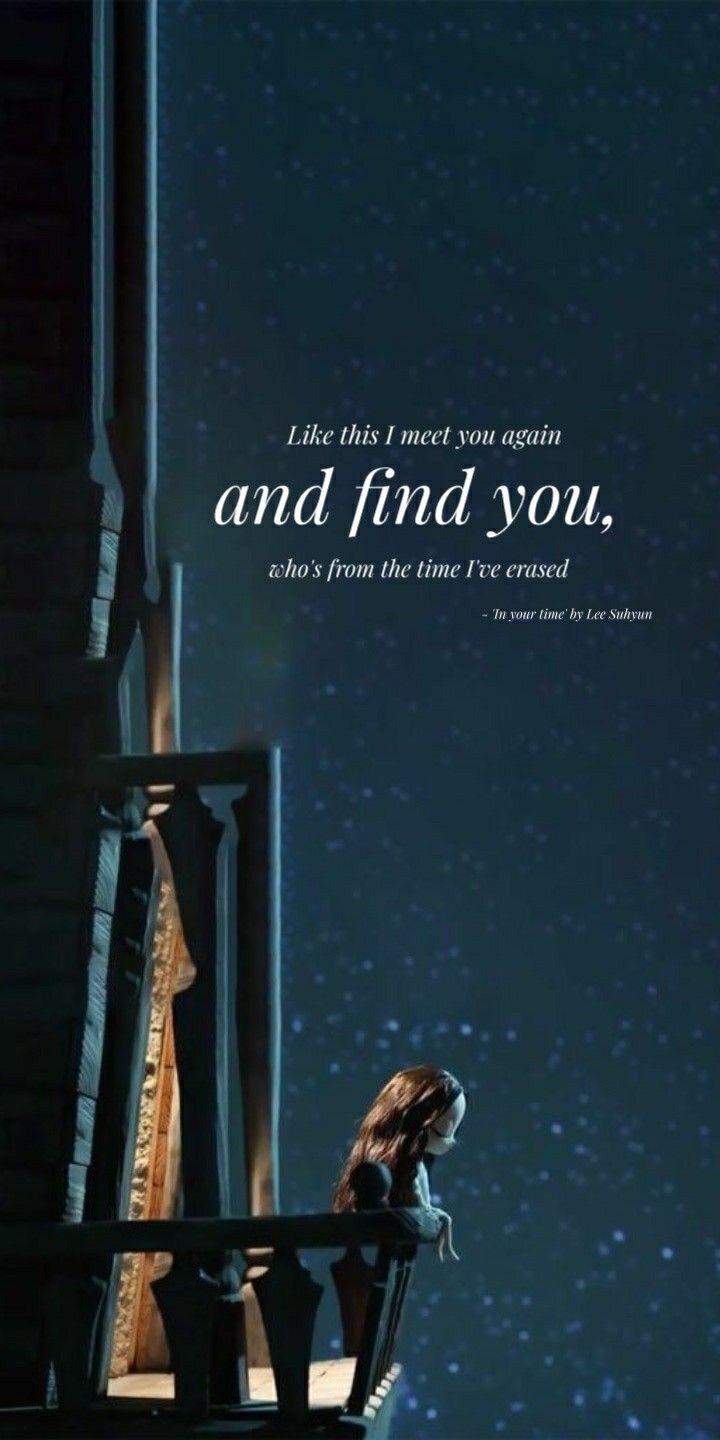 Like this I meet you again
and find you,
who's from the time I've erased
- 'In your time' by Lee Suhyun